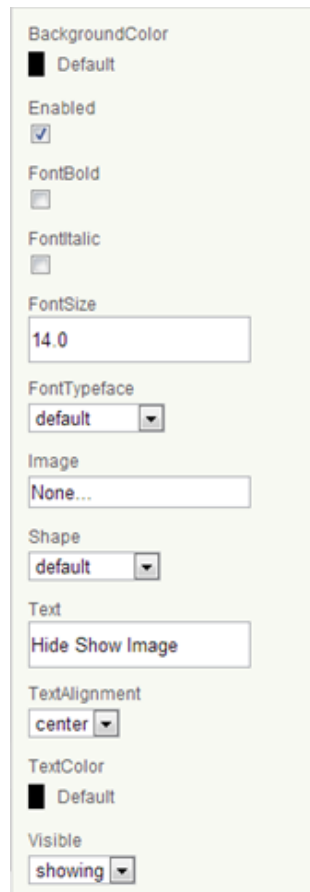 BackgroundColor
Default
Enabled
FontBold
FontItalic
FontSize
14.0
FontTypeface
default
Image
None...
Shape
default
Text
Hide Show Image
TextAlignment
center
TextColor
Default
Visible
showing